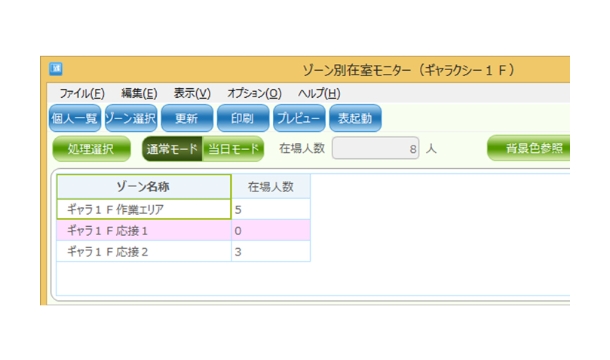 ゾーン別在室モニター（ギャラクシー１Ｆ）
ファイル(F) 編集(E) 表示(V) オプション(O) ヘルプ(H)
個人一覧 ゾーン選択 更新 印刷 プレビュー 表起動
処理選択 通常モード 当日モード 在場人数 8 人 背景色参照
ゾーン名称 在場人数
ギャラ１Ｆ作業エリア 5
ギャラ１Ｆ応接１ 0
ギャラ１Ｆ応接２ 3